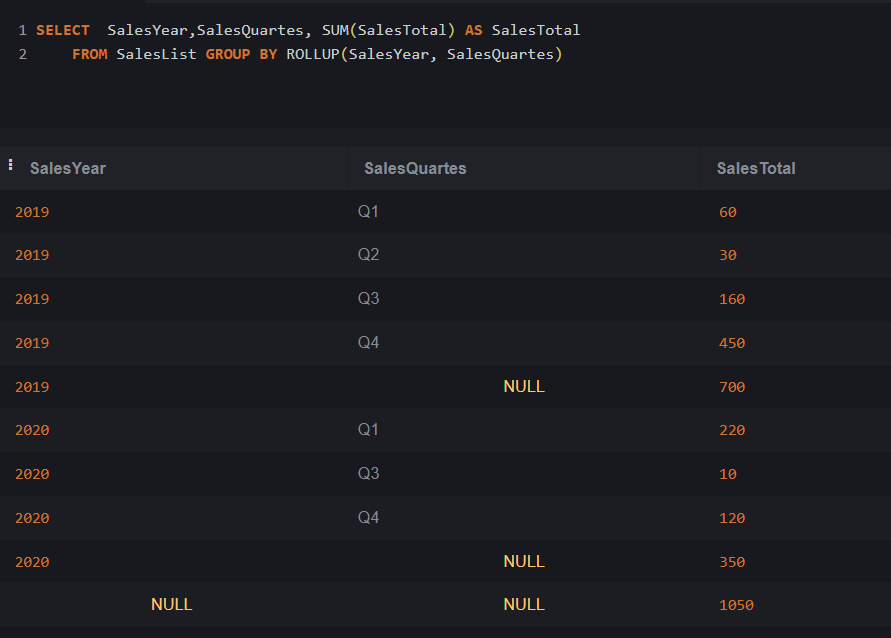 1 SELECT  SalesYear,SalesQuartes, SUM(SalesTotal) AS SalesTotal
2     FROM SalesList GROUP BY ROLLUP(SalesYear, SalesQuartes)
SalesYear SalesQuartes SalesTotal
2019 Q1 60
2019 Q2 30
2019 Q3 160
2019 Q4 450
2019 NULL 700
2020 Q1 220
2020 Q3 10
2020 Q4 120
2020 NULL 350
NULL NULL 1050